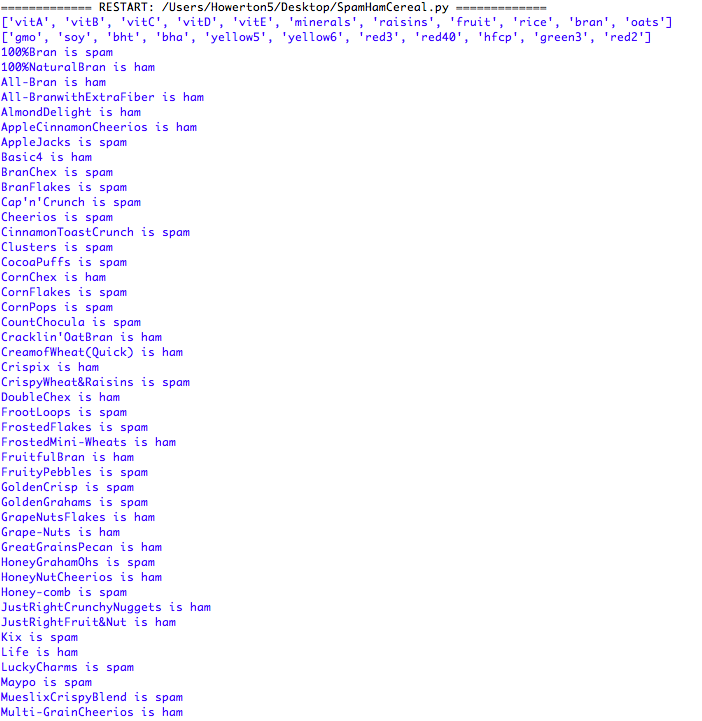 ============= RESTART: /Users/Howerton5/Desktop/SpamHamCereal.py =============
['vitA', 'vitB', 'vitC', 'vitD', 'vitE', 'minerals', 'raisins', 'fruit', 'rice', 'bran', 'oats']
['gmo', 'soy', 'bht', 'bha', 'yellow5', 'yellow6', 'red3', 'red40', 'hfcp', 'green3', 'red2']
100%Bran is spam
100%NaturalBran is ham
All-Bran is ham
All-BranwithExtraFiber is ham
AlmondDelight is ham
AppleCinnamonCheerios is ham
AppleJacks is spam
Basic4 is ham
BranChex is spam
BranFlakes is spam
Cap'n'Crunch is spam
Cheerios is spam
CinnamonToastCrunch is spam
Clusters is spam
CocoaPuffs is spam
CornChex is ham
CornFlakes is spam
CornPops is spam
CountChocula is spam
Cracklin'OatBran is ham
CreamofWheat(Quick) is ham
Crispix is ham
CrispyWheat&Raisins is spam
DoubleChex is ham
FrootLoops is spam
FrostedFlakes is spam
FrostedMini-Wheats is ham
FruitfulBran is ham
FruityPebbles is spam
GoldenCrisp is spam
GoldenGrahams is spam
GrapeNutsFlakes is ham
Grape-Nuts is ham
GreatGrainsPecan is ham
HoneyGrahamOhs is spam
HoneyNutCheerios is ham
Honey-comb is spam
JustRightCrunchyNuggets is ham
JustRightFruit&Nut is ham
Kix is spam
Life is ham
LuckyCharms is spam
Maypo is spam
MueslixCrispyBlend is spam
Multi-GrainCheerios is ham